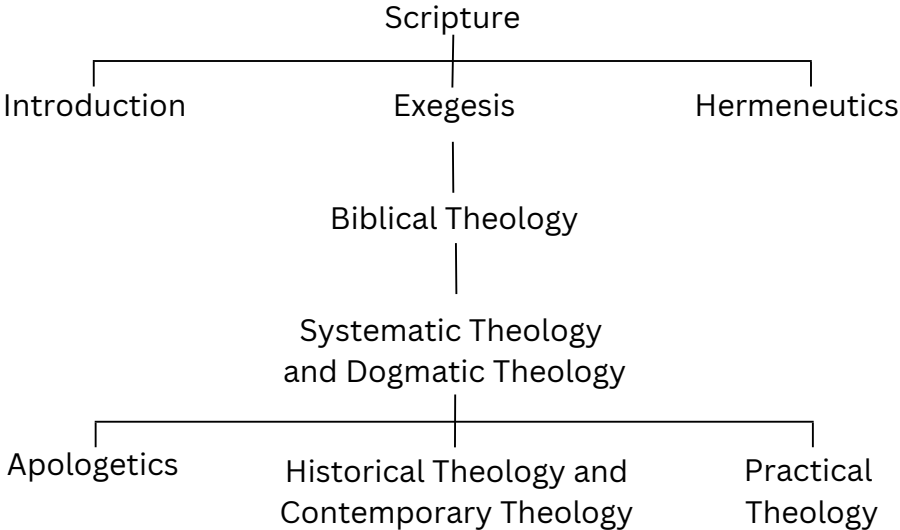 Scripture
Introduction
Exegesis
Hermeneutics
Biblical Theology
Systematic Theology
and Dogmatic Theology
Apologetics
Historical Theology and
Contemporary Theology
Practical
Theology